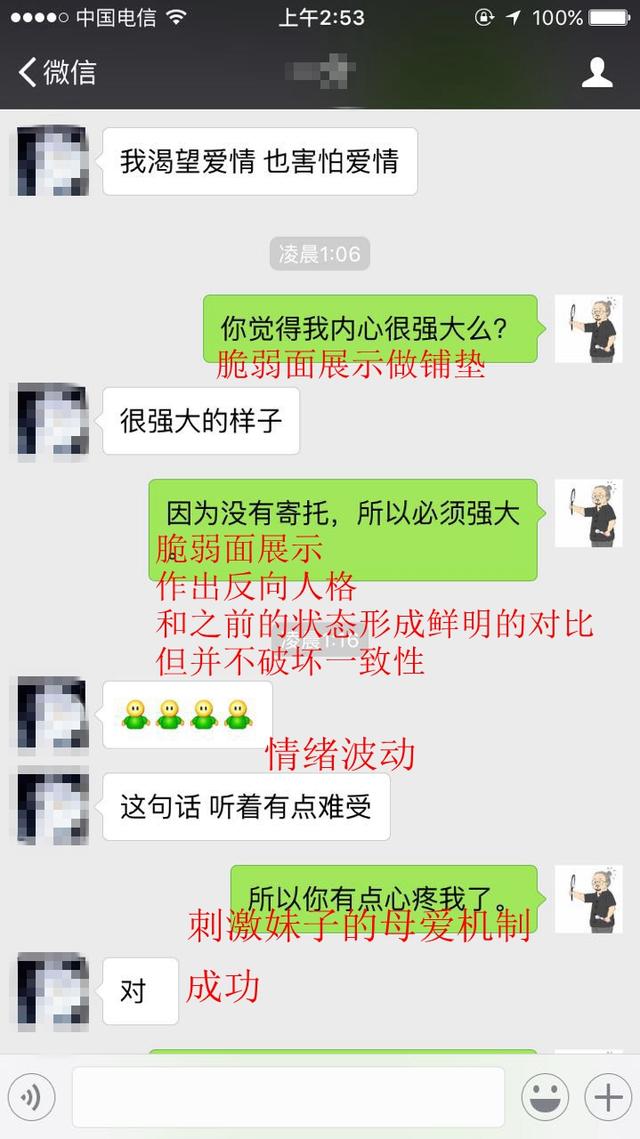 中国电信
上午2:53
100%
微信
我渴望爱情 也害怕爱情
凌晨1:06
你觉得我内心很强大么?
脆弱面展示做铺垫
很强大的样子
因为没有寄托，所以必须强大
。
脆弱面展示
作出反向人格
和之前的状态形成鲜明的对比
凌晨1:16
但并不破坏一致性
情绪波动
这句话 听着有点难受
所以你有点心疼我了。
刺激妹子的母爱机制
对
成功